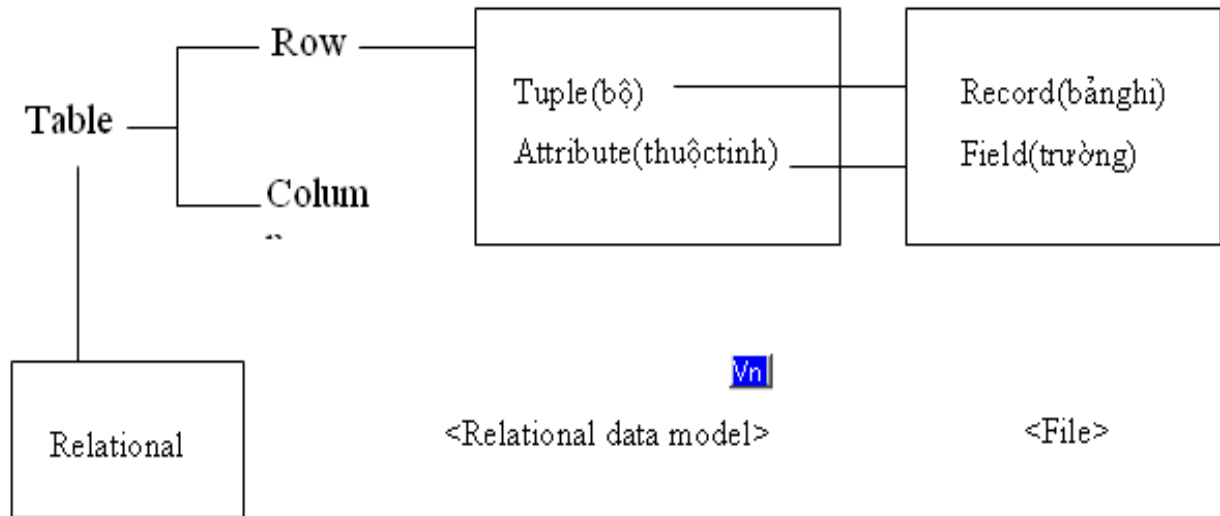 Row
Table
Colum
Tuple(bộ)
Attribute(thuộctinh)
Record(bảnghi)
Field(trường)
Vn
Relational
<Relational data model>
<File>